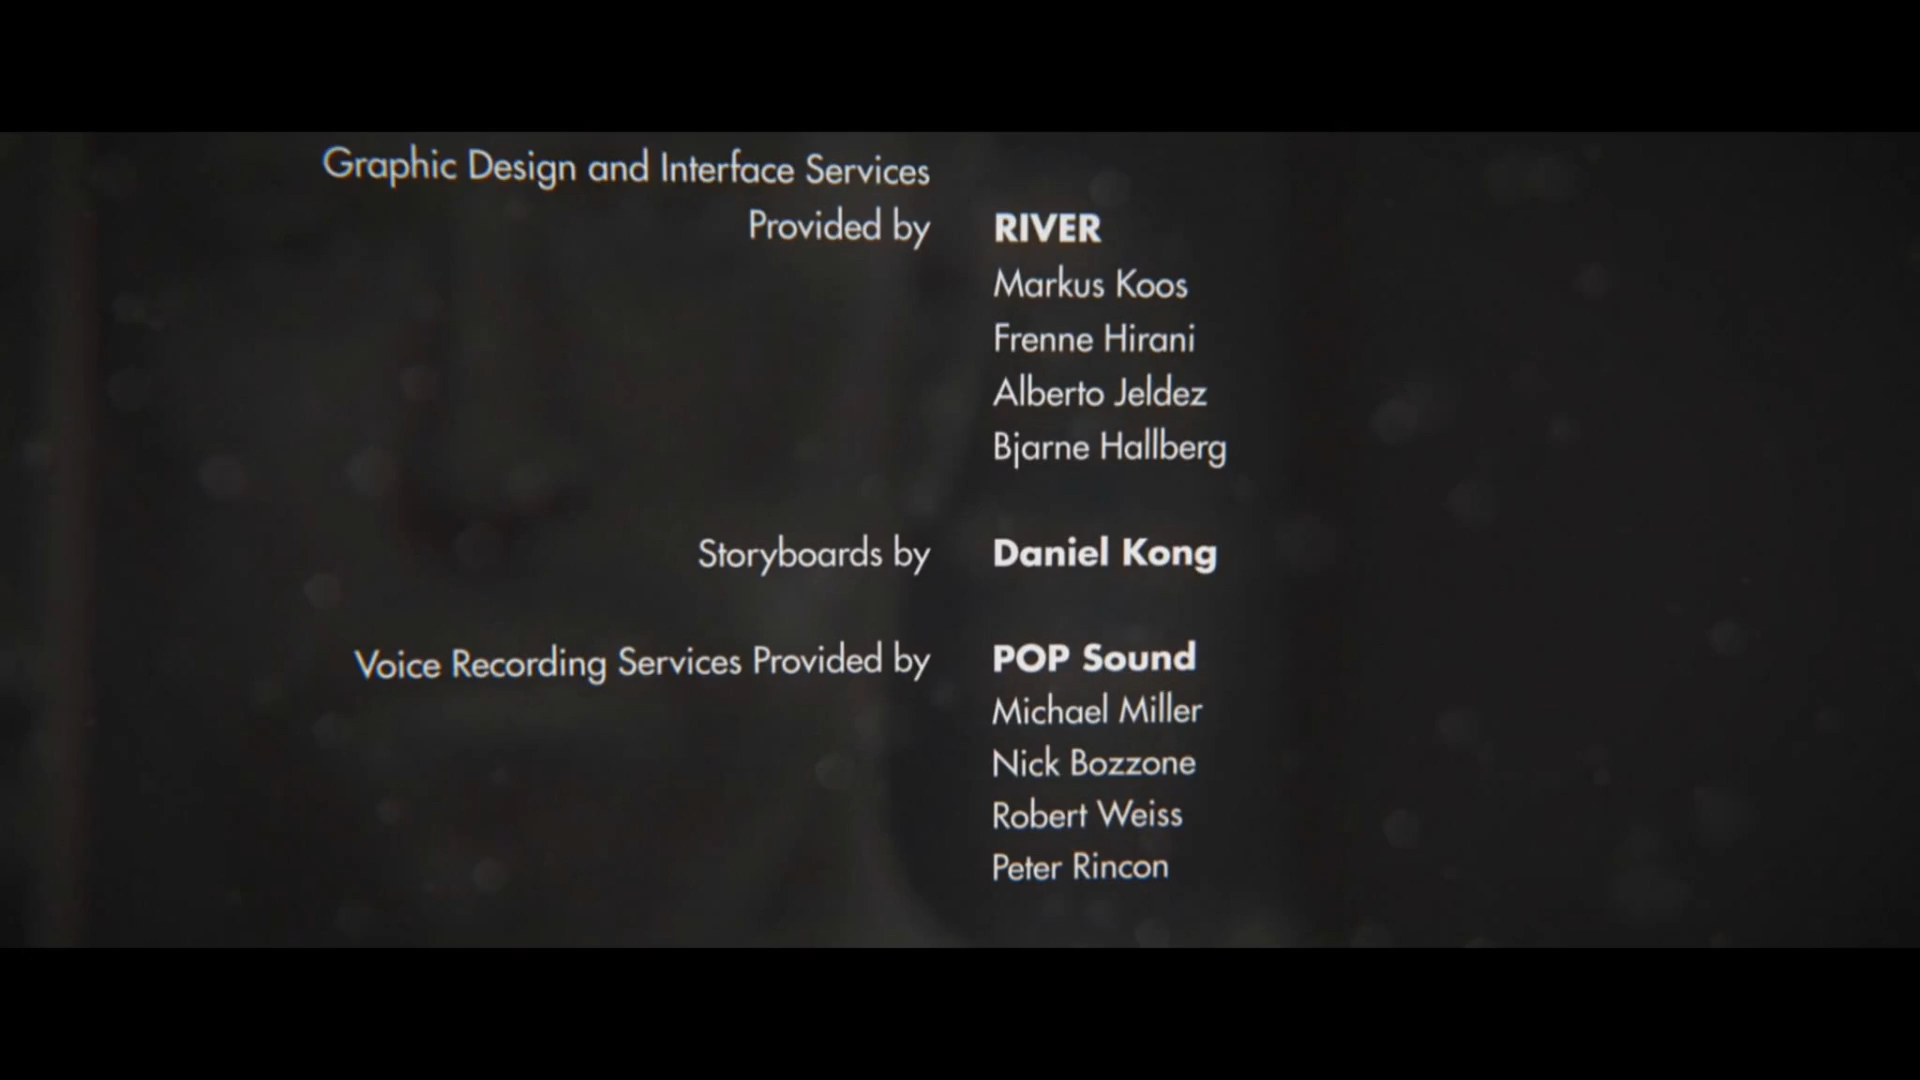 Graphic Design and Interface Services
Provided by RIVER
Markus Koos
Frenne Hirani
Alberto Jeldez
Bjarne Hallberg
Storyboards by Daniel Kong
Voice Recording Services Provided by POP Sound
Michael Miller
Nick Bozzone
Robert Weiss
Peter Rincon